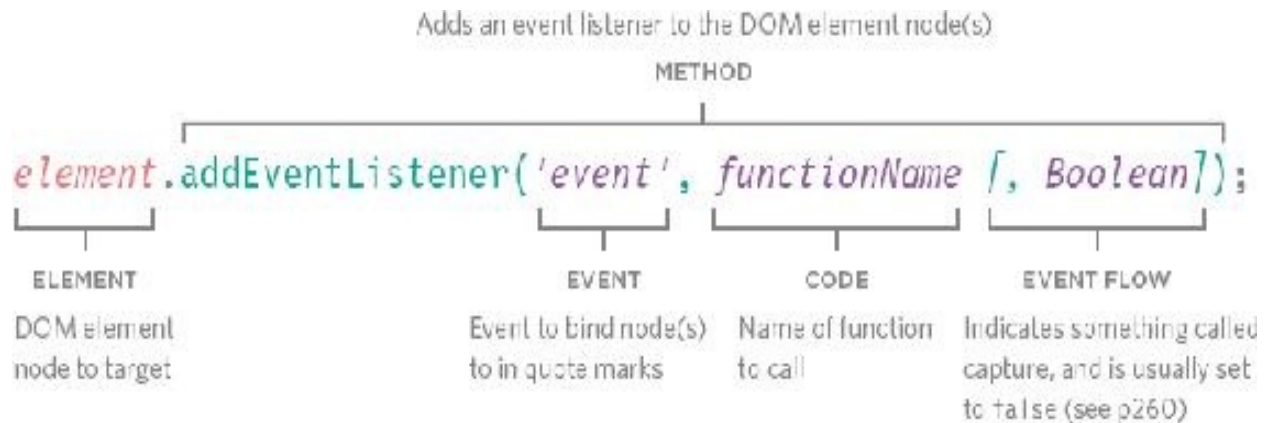 Adds an event listener to the DOM element node(s)
METHOD
element.addEventListener('event', functionName [, Boolean]);
ELEMENT
DOM element
node to target
EVENT
Event to bind node(s)
to in quote marks
CODE
Name of function
to call
EVENT FLOW
Indicates something called
capture, and is usually set
to false (see p260)